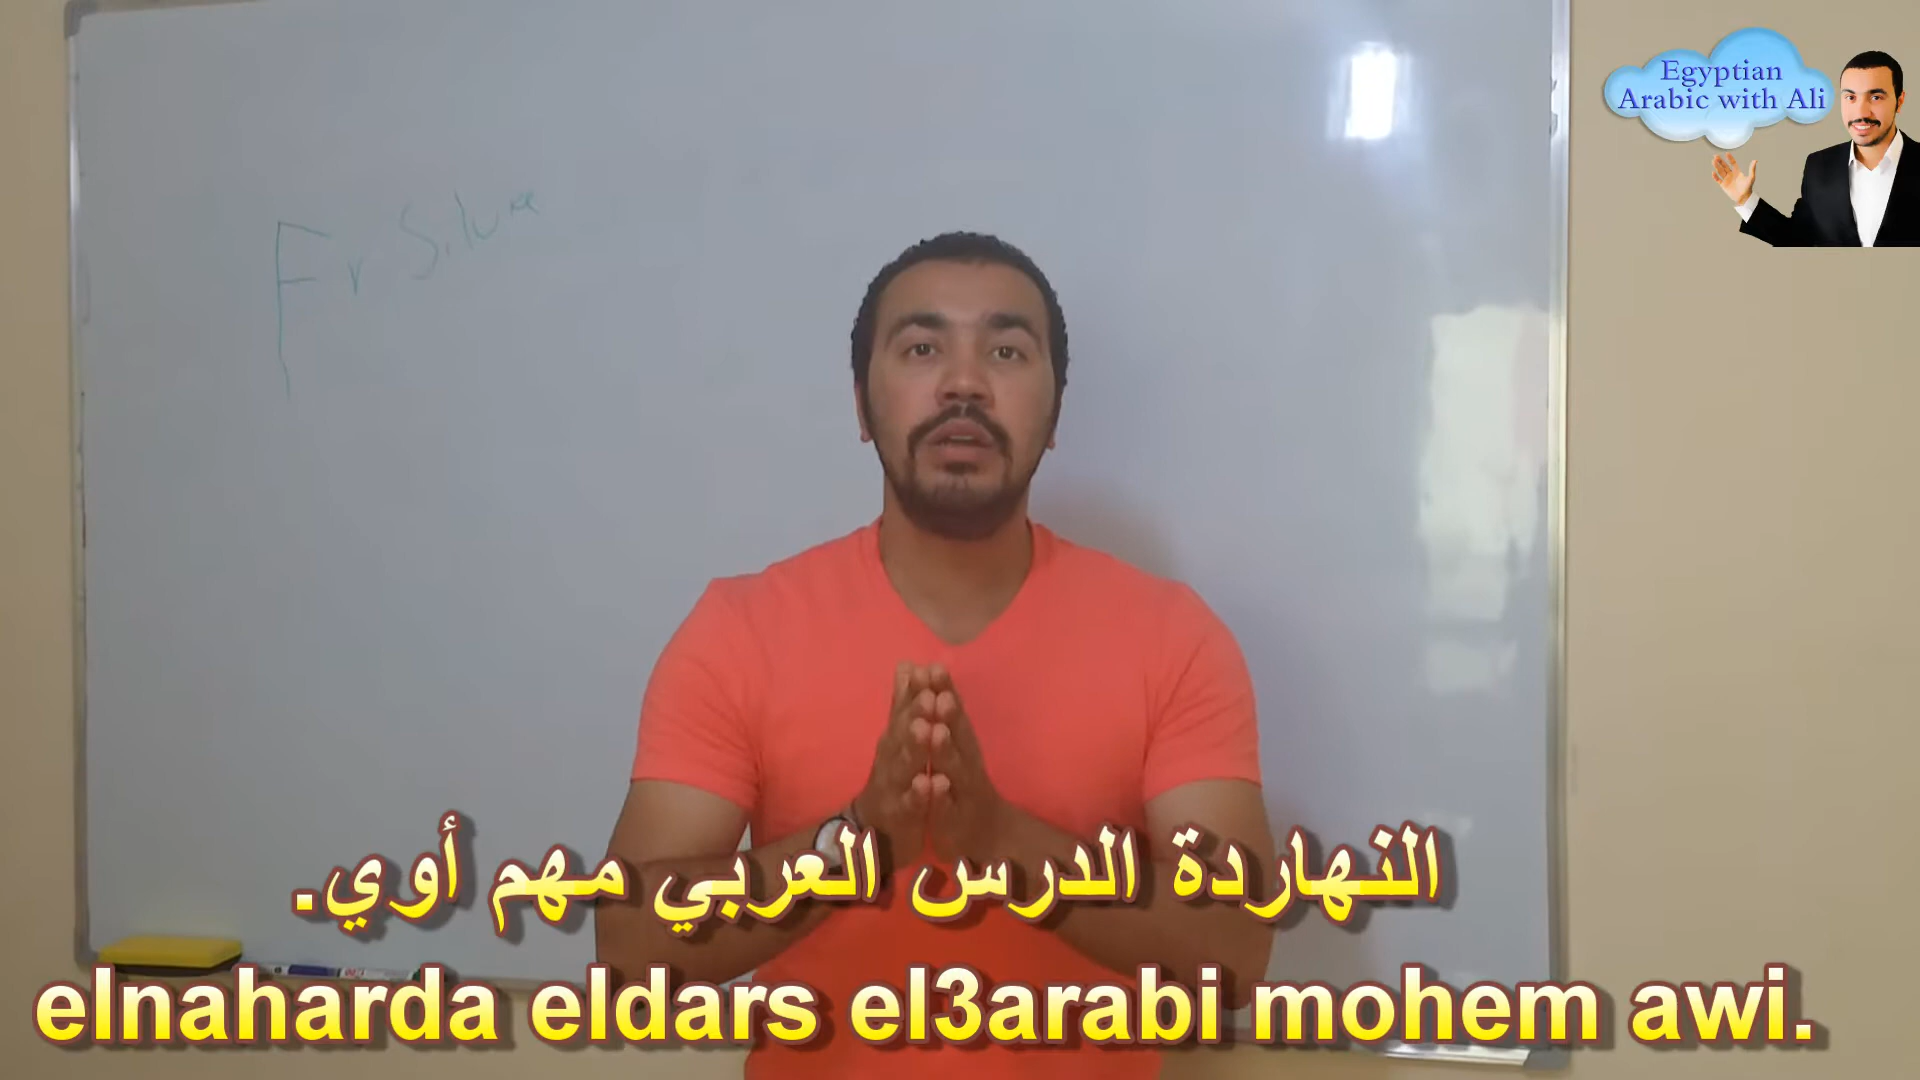 Egyptian
Arabic with Ali
النهاردة الدرس العربي مهم أوي.
elnaharda eldars el3arabi mohem awi.